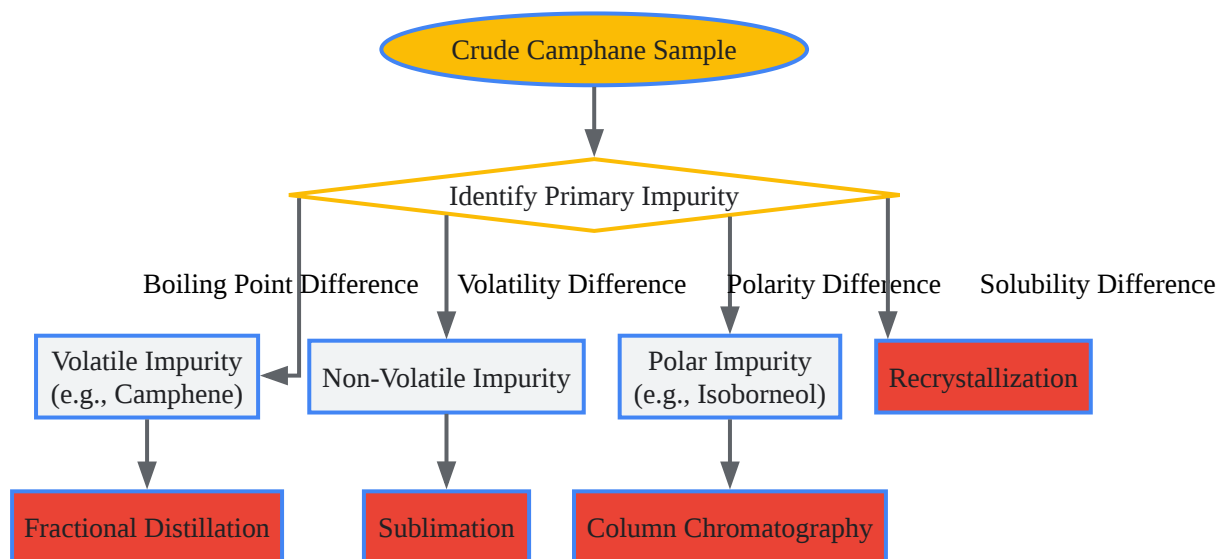 Crude Camphane Sample
Identify Primary Impurity
Boiling Point Difference
Volatility Difference
Polarity Difference
Solubility Difference
Volatile Impurity
(e.g., Camphene)
Non-Volatile Impurity
Polar Impurity
(e.g., Isoborneol)
Recrystallization
Fractional Distillation
Sublimation
Column Chromatography